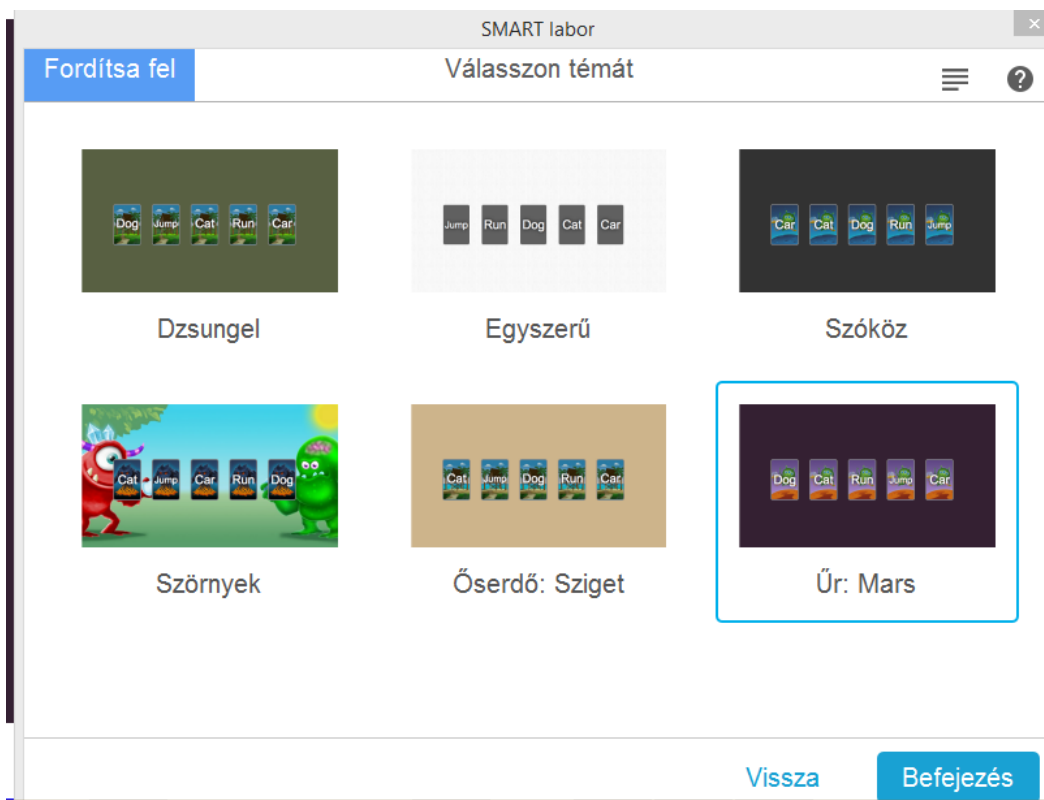 SMART labor
×
Fordítsa fel Válasszon témát ?
Dog Jump Cat Run Car
Jump Run Dog Cat Car
Car Cat Dog Run Jump
Dzsungel Egyszerű Szóköz
Cat Jump Car Run Dog
Cat Jump Dog Run Car
Dog Cat Run Jump Car
Szörnyek Őserdő: Sziget Űr: Mars
Vissza Befejezés